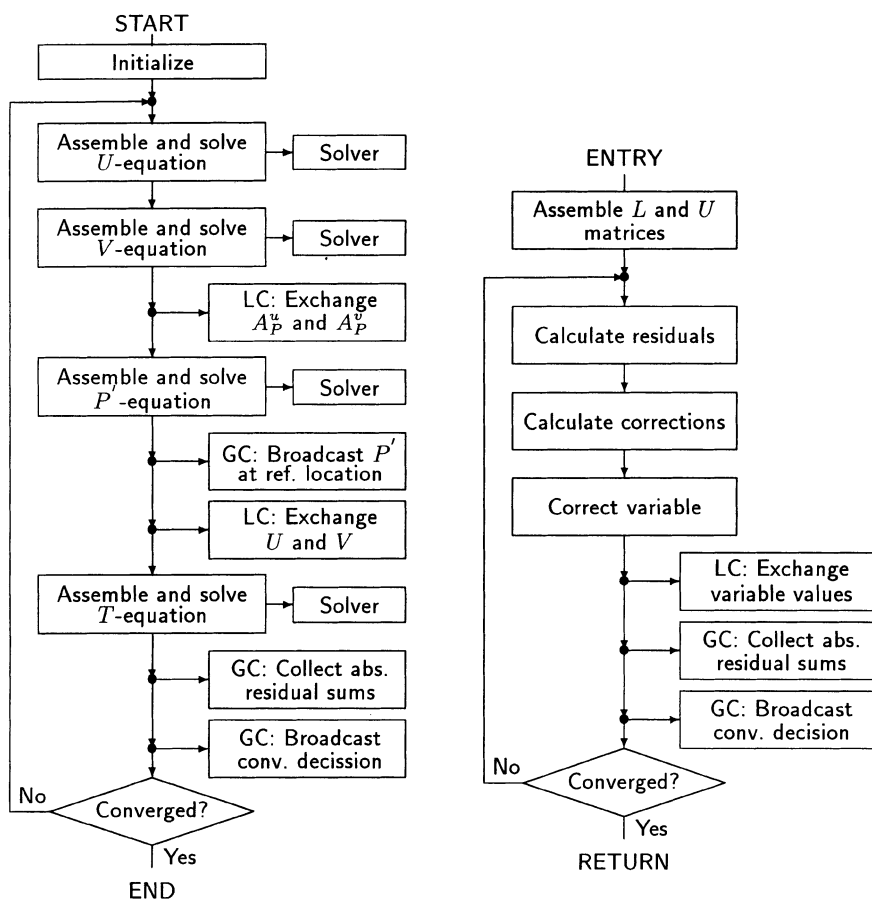 START
Initialize
Assemble and solve
U-equation
Solver
Assemble and solve
V-equation
Solver
LC: Exchange
A_P^u and A_P^v
Assemble and solve
P′-equation
Solver
GC: Broadcast P′
at ref. location
LC: Exchange
U and V
Assemble and solve
T-equation
Solver
GC: Collect abs.
residual sums
GC: Broadcast
conv. decission
No
Converged?
Yes
END
ENTRY
Assemble L and U
matrices
Calculate residuals
Calculate corrections
Correct variable
LC: Exchange
variable values
GC: Collect abs.
residual sums
GC: Broadcast
conv. decision
No
Converged?
Yes
RETURN